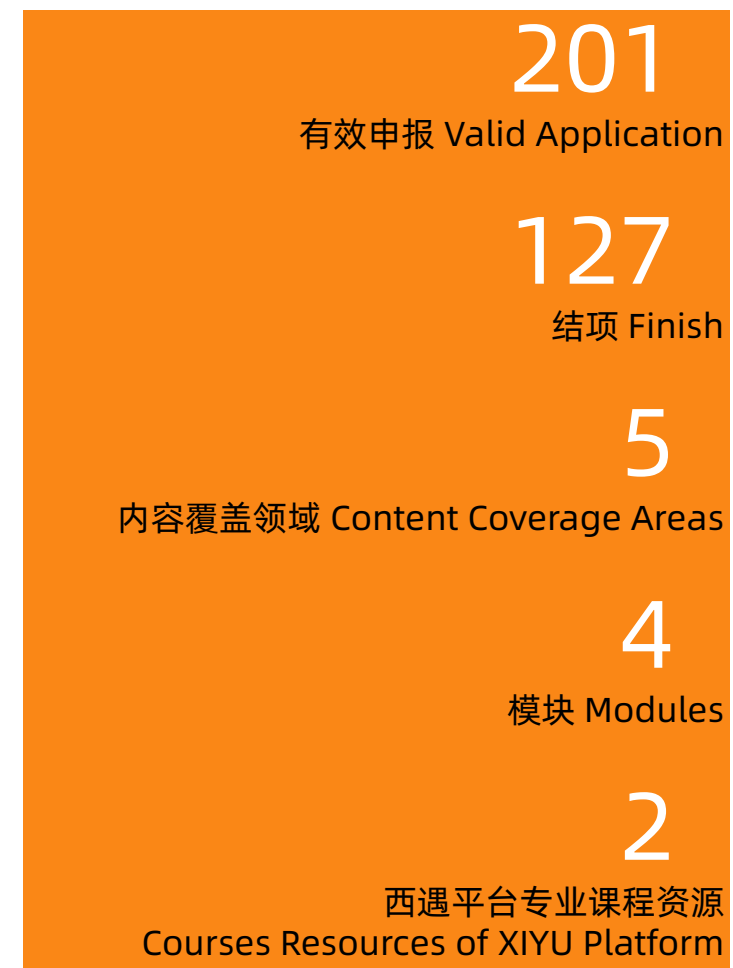 201
有效申报 Valid Application
127
结项 Finish
5
内容覆盖领域 Content Coverage Areas
4
模块 Modules
2
西遇平台专业课程资源
Courses Resources of XIYU Platform